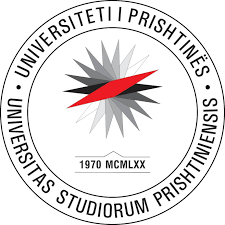 • UNIVERSITETI I PRISHTINËS •
UNIVERSITAS STUDIORUM PRISHTINIENSIS
1970 MCMLXX